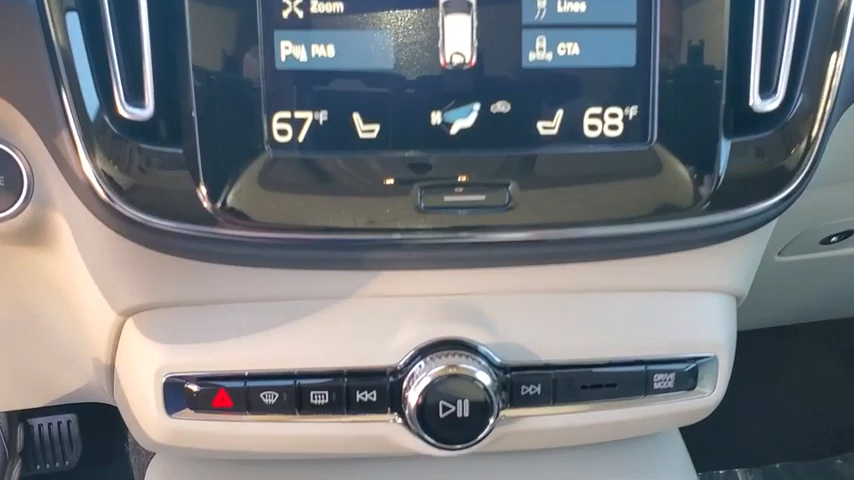 Zoom
Lines
PAS
CTA
67°F
68°F
DRIVE
MODE